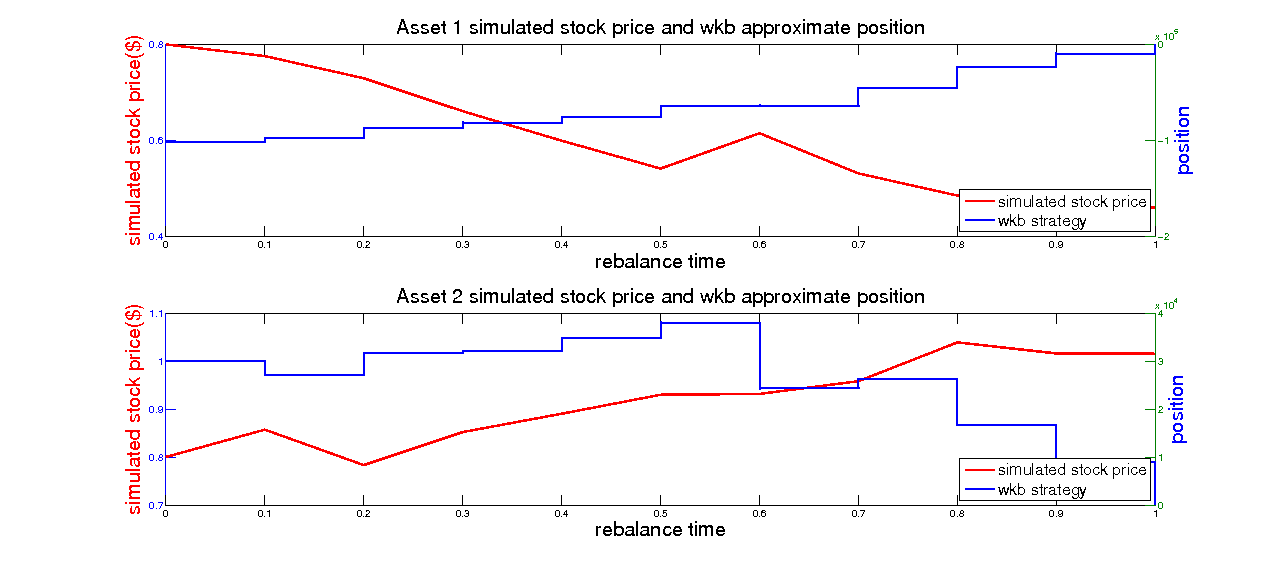 Asset 1 simulated stock price and wkb approximate position
simulated stock price($)
0.8
0.6
0.4
x 10^5
0
−1
−2
position
simulated stock price
wkb strategy
0 0.1 0.2 0.3 0.4 0.5 0.6 0.7 0.8 0.9 1
rebalance time
Asset 2 simulated stock price and wkb approximate position
simulated stock price($)
1.1
1
0.9
0.8
0.7
x 10^4
4
3
2
1
0
position
simulated stock price
wkb strategy
0 0.1 0.2 0.3 0.4 0.5 0.6 0.7 0.8 0.9 1
rebalance time